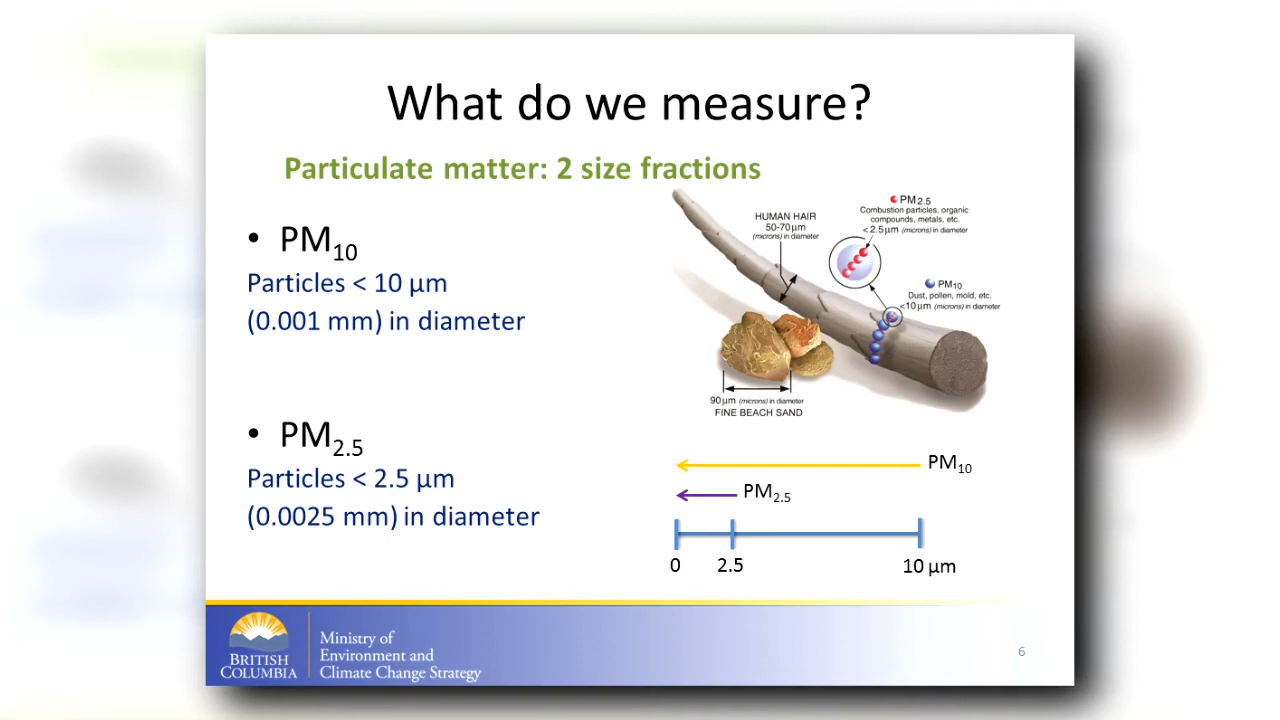 What do we measure?
Particulate matter: 2 size fractions
• PM10
Particles < 10 µm
(0.001 mm) in diameter
• PM2.5
Particles < 2.5 µm
(0.0025 mm) in diameter
HUMAN HAIR
50-70µm
(microns) in diameter
PM2.5
Combustion particles, organic
compounds, metals, etc.
< 2.5µm (microns) in diameter
PM10
Dust, pollen, mold, etc.
<10µm (microns) in diameter
90µm (microns) in diameter
FINE BEACH SAND
PM10
PM2.5
0 2.5 10 µm
BRITISH
COLUMBIA
Ministry of
Environment and
Climate Change Strategy
6